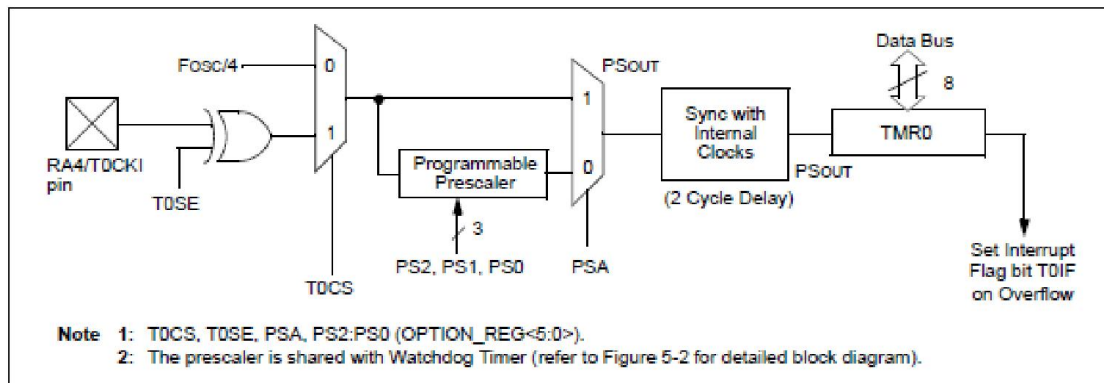 Data Bus
Fosc/4
0
PSOUT
8
1
Sync with
Internal
Clocks
TMR0
1
RA4/T0CKI
pin
Programmable
Prescaler
0
PSOUT
T0SE
(2 Cycle Delay)
3
PS2, PS1, PS0
PSA
Set Interrupt
Flag bit T0IF
on Overflow
T0CS
Note 1: T0CS, T0SE, PSA, PS2:PS0 (OPTION_REG<5:0>).
2: The prescaler is shared with Watchdog Timer (refer to Figure 5-2 for detailed block diagram).